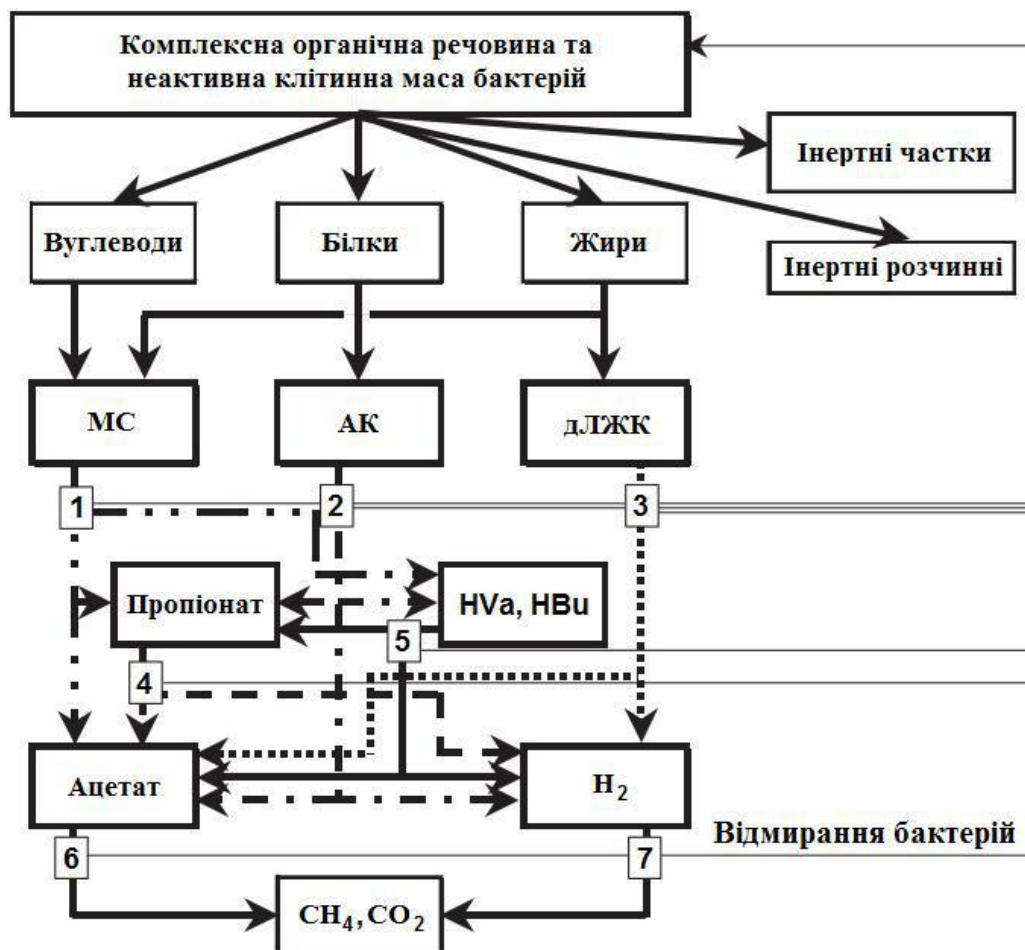 Комплексна органічна речовина та
неактивна клітинна маса бактерій
Інертні частки
Вуглеводи
Білки
Жири
Інертні розчинні
МС
АК
дЛЖК
1
2
3
Пропіонат
HVa, HBu
5
4
Ацетат
H₂
Відмирання бактерій
6
7
CH₄, CO₂